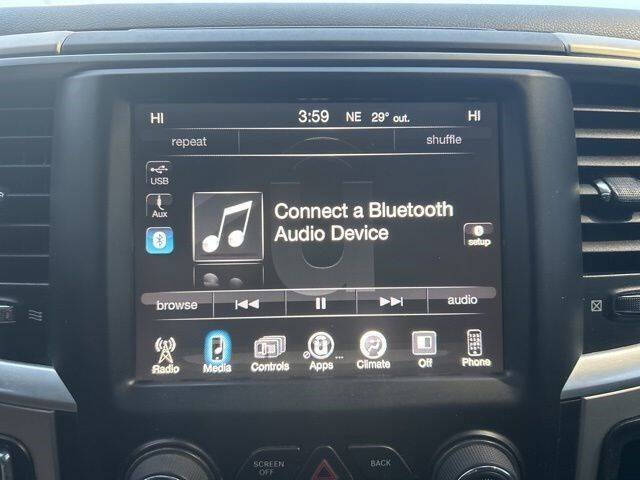 HI 3:59 NE 29° out. HI
repeat shuffle
USB
Aux
Connect a Bluetooth
Audio Device
setup
browse audio
Radio Media Controls Apps ... Climate Off Phone
SCREEN
OFF
BACK